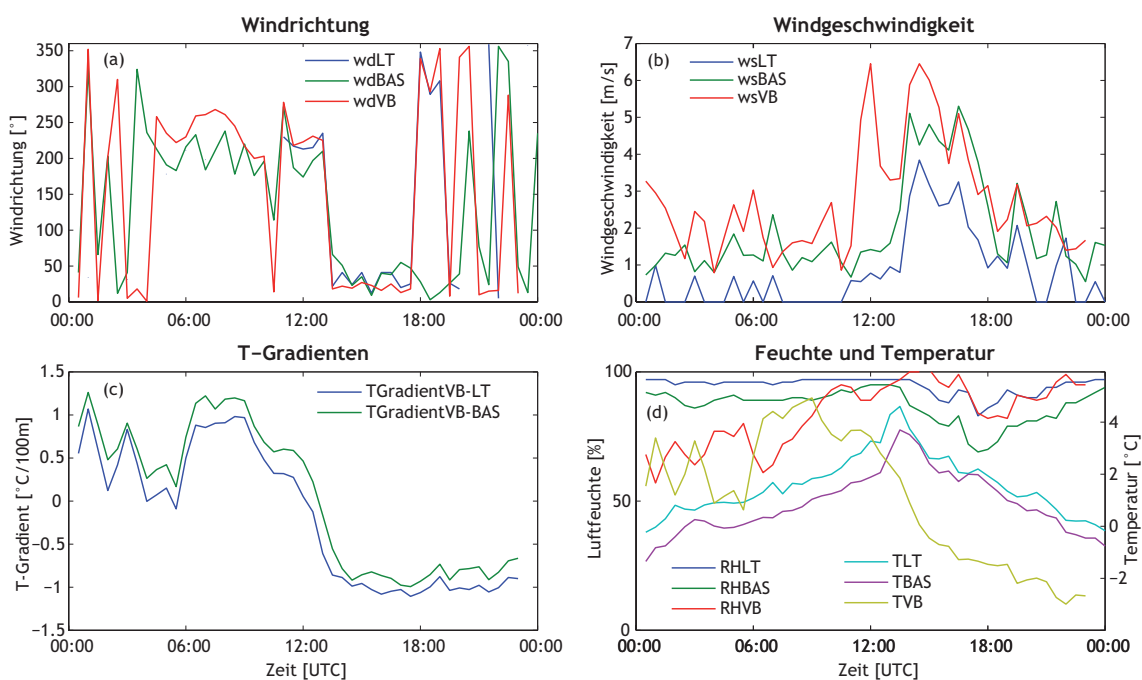 Windrichtung
(a)
wdLT
wdBAS
wdVB
Windrichtung [°]
350
300
250
200
150
100
50
0
00:00 06:00 12:00 18:00 00:00
Windgeschwindigkeit
(b)
wsLT
wsBAS
wsVB
Windgeschwindigkeit [m/s]
7
6
5
4
3
2
1
0
00:00 06:00 12:00 18:00 00:00
T-Gradienten
(c)
TGradientVB-LT
TGradientVB-BAS
T-Gradient [°C/100m]
1.5
1
0.5
0
-0.5
-1
-1.5
00:00 06:00 12:00 18:00 00:00
Zeit [UTC]
Feuchte und Temperatur
(d)
Luftfeuchte [%]
100
50
0
RHLT
RHBAS
RHVB
TLT
TBAS
TVB
4
2
0
−2
Temperatur [°C]
00:00 06:00 12:00 18:00 00:00
Zeit [UTC]